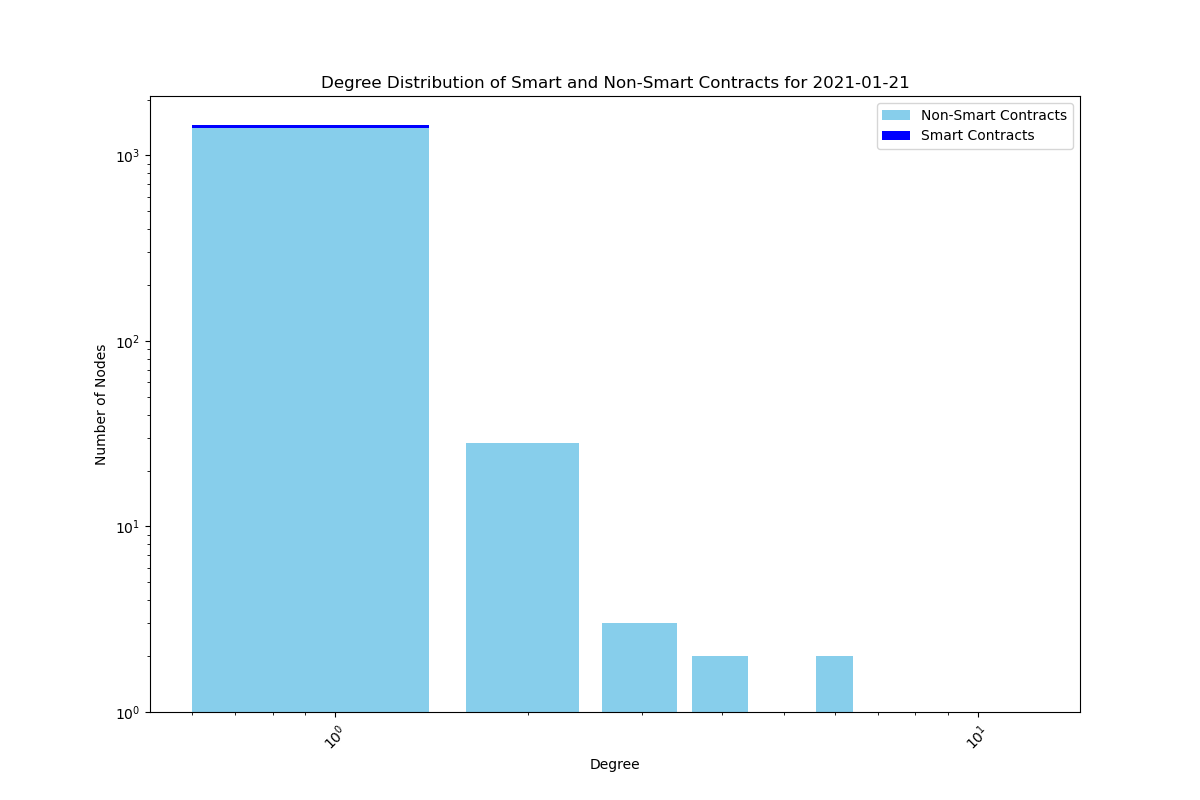 Degree Distribution of Smart and Non-Smart Contracts for 2021-01-21
Non-Smart Contracts
Smart Contracts
Number of Nodes
10³
10²
10¹
10⁰
10⁰
10¹
Degree